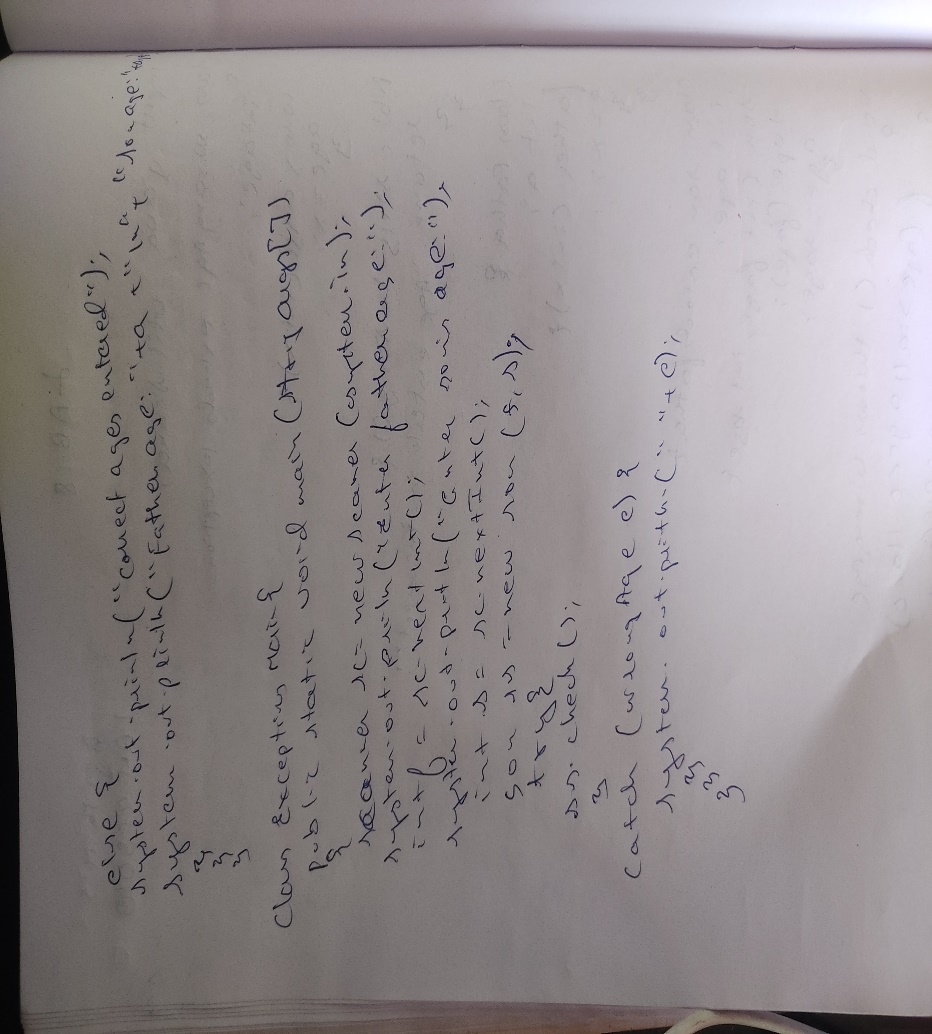 else {
System.out.println("correct ages entered");
System.out.println("Father age: "+a +"\n"+ "son age:"
}
}
}
Class Exceptions Main{
Public static void main (String args[])
{
Scanner sc = new Scanner (System.in);
System.out.println("Enter father age:");
int f = sc.nextInt();
System.out.println("Enter son's age:");
int s = sc.nextInt();
Son ss = new son (f, s);
try{
ss.check();
}
Catch (WrongAge e) {
System.out.println(" "+e);
}
}
}